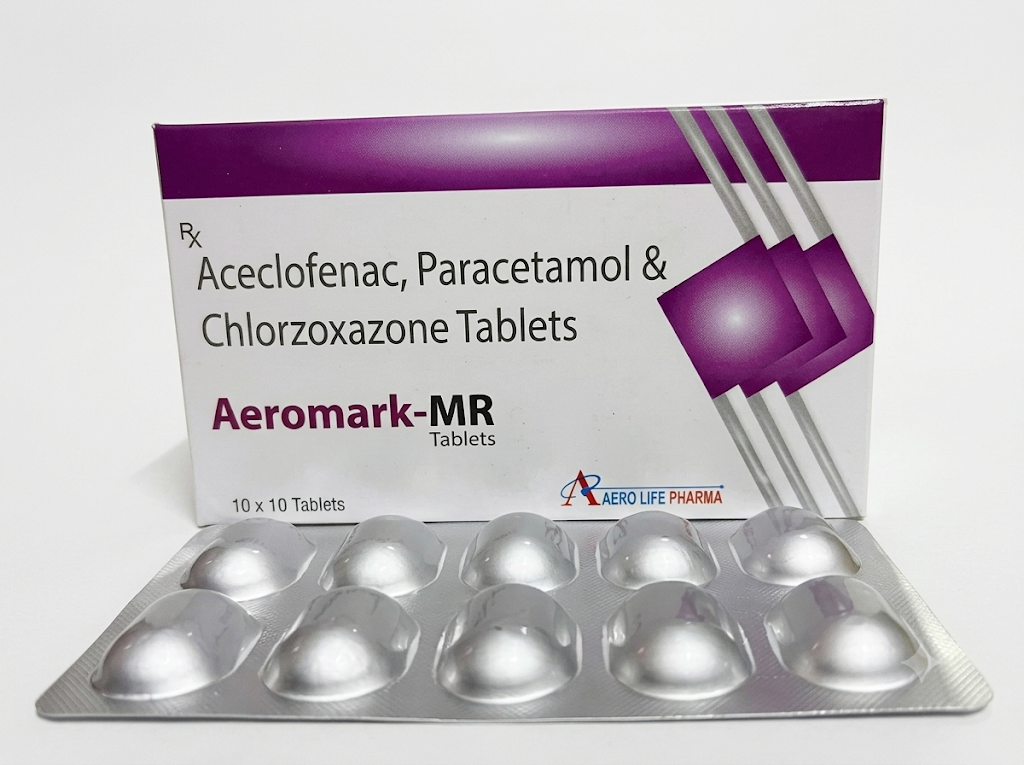 Rx
Aceclofenac, Paracetamol &
Chlorzoxazone Tablets
Aeromark-MR
Tablets
10 x 10 Tablets
AERO LIFE PHARMA